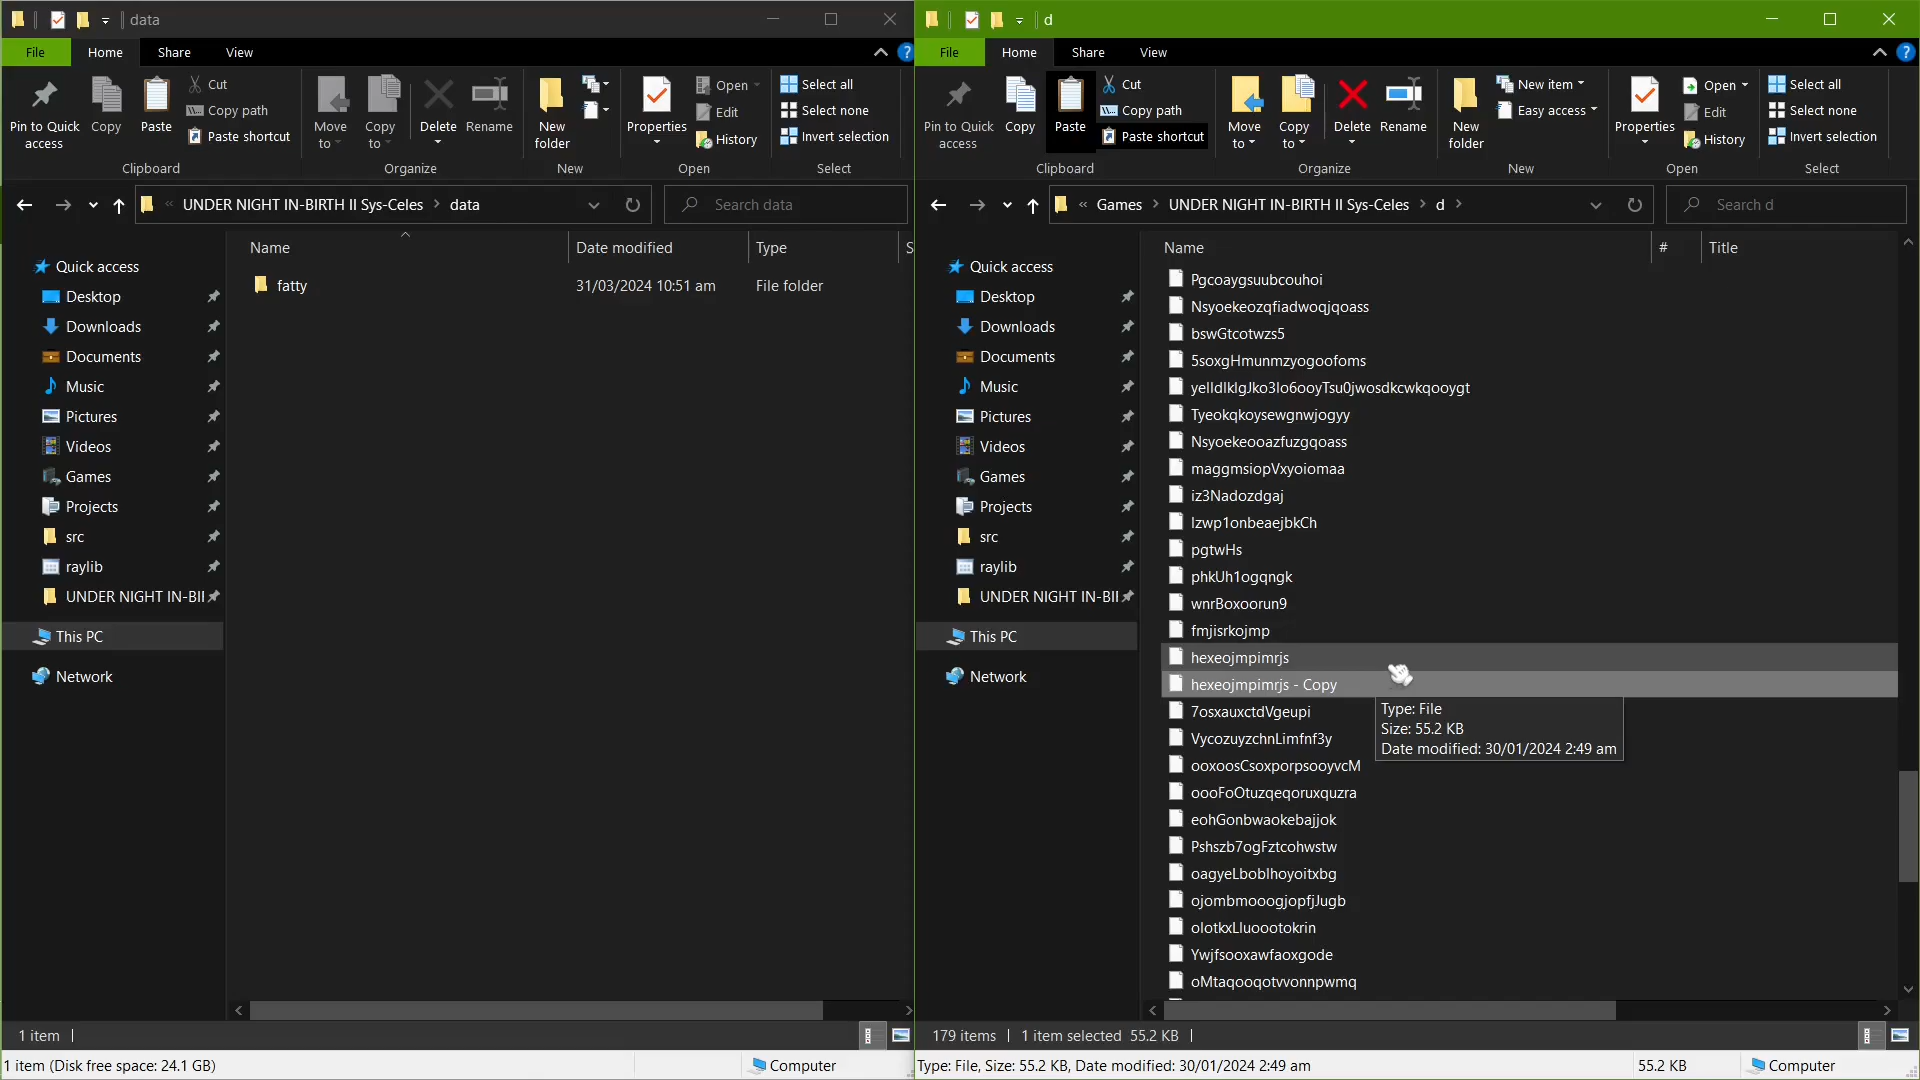 data
File
Home
Share
View
?
Pin to Quick
access
Copy
Paste
Cut
Copy path
Paste shortcut
Clipboard
Move
to
Copy
to
Delete
Rename
Organize
New
folder
New
Properties
Open
Edit
History
Open
Select all
Select none
Invert selection
Select
« UNDER NIGHT IN-BIRTH II Sys-Celes > data
Search data
Name
Date modified
Type
S
Quick access
Desktop
Downloads
Documents
Music
Pictures
Videos
Games
Projects
src
raylib
UNDER NIGHT IN-BII
This PC
Network
fatty
31/03/2024 10:51 am
File folder
1 item
1 item (Disk free space: 24.1 GB)
Computer
d
File
Home
Share
View
?
Pin to Quick
access
Copy
Paste
Cut
Copy path
Paste shortcut
Clipboard
Move
to
Copy
to
Delete
Rename
Organize
New
folder
New item
Easy access
New
Properties
Open
Edit
History
Open
Select all
Select none
Invert selection
Select
« Games > UNDER NIGHT IN-BIRTH II Sys-Celes > d >
Search d
Name
#
Title
Quick access
Desktop
Downloads
Documents
Music
Pictures
Videos
Games
Projects
src
raylib
UNDER NIGHT IN-BII
This PC
Network
Pgcoaygsuubcouhoi
Nsyoekeozqfiadwoqjqoass
bswGtcotwzs5
5soxgHmunmzyogoofoms
Tyeokqkoysewgnwjogyy
Nsyoekeooazfuzgqoass
maggmsiopVxyoiomaa
iz3Nadozdgaj
pgtwHs
phkUh1ogqngk
wnrBoxoorun9
fmjisrkojmp
hexeojmpimrjs
hexeojmpimrjs - Copy
7osxauxctdVgeupi
VycozuyzchnLimfnf3y
ooxoosCsoxporpsooyvcM
oooFoOtuzqeqoruxquzra
eohGonbwaokebajjok
Pshszb7ogFztcohwstw
oagyeLboblhoyoitxbg
ojombmooogjopfjJugb
olotkxLluoootokrin
Ywjfsooxawfaoxgode
oMtaqooqotvvonnpwmq
Type: File
Size: 55.2 KB
Date modified: 30/01/2024 2:49 am
179 items
1 item selected 55.2 KB
Type: File, Size: 55.2 KB, Date modified: 30/01/2024 2:49 am
55.2 KB
Computer